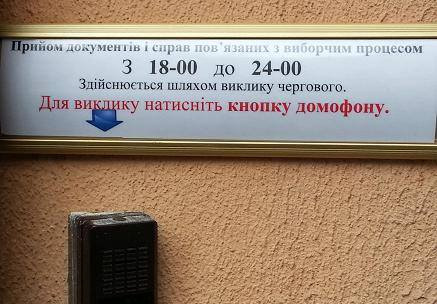 Прийом документів і справ пов'язаних з виборчим процесом
З 18-00 до 24-00
Здійснюється шляхом виклику чергового.
Для виклику натисніть кнопку домофону.